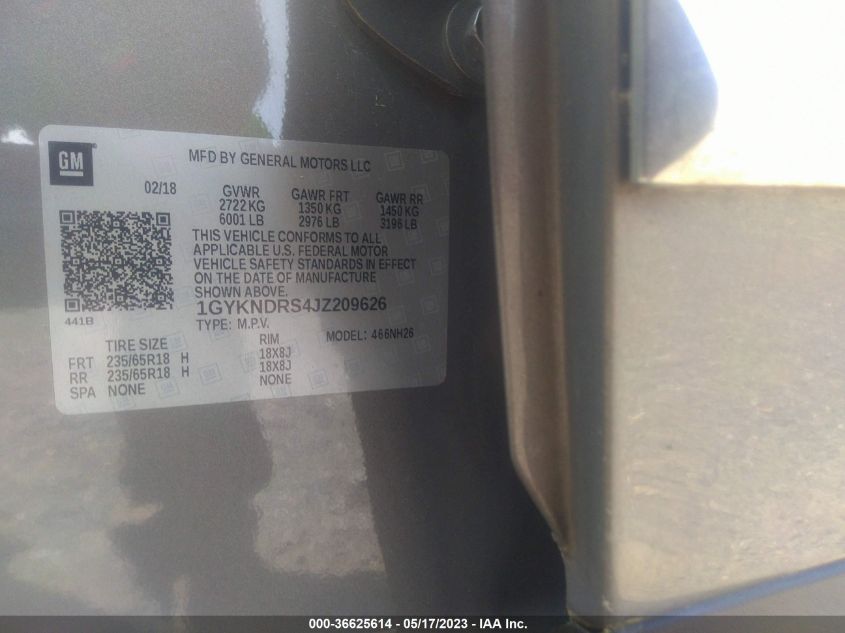 GM
MFD BY GENERAL MOTORS LLC
02/18 GVWR GAWR FRT GAWR RR
2722 KG 1350 KG 1450 KG
6001 LB 2976 LB 3196 LB
THIS VEHICLE CONFORMS TO ALL
APPLICABLE U.S. FEDERAL MOTOR
VEHICLE SAFETY STANDARDS IN EFFECT
ON THE DATE OF MANUFACTURE
SHOWN ABOVE.
1GYKNDRS4JZ209626
441B
TYPE: M.P.V. MODEL: 466NH26
TIRE SIZE RIM
FRT 235/65R18 H 18X8J
RR 235/65R18 H 18X8J
SPA NONE NONE
000-36625614 — 05/17/2023 — IAA Inc.